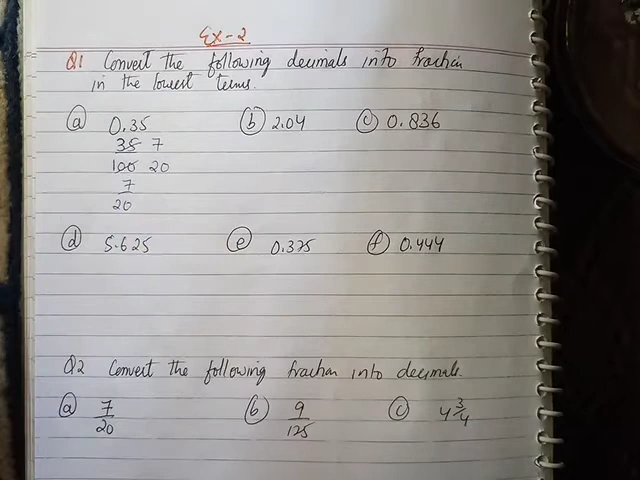 Ex-2
Q1 Convert the following decimals into fraction
in the lowest terms.
(a) 0.35 (b) 2.04 (c) 0.836
35 7
100 20
7
20
(d) 5.625 (e) 0.375 (f) 0.444
Q2 Convert the following fraction into decimals.
(a) 7/20 (b) 9/125 (c) 4 3/4